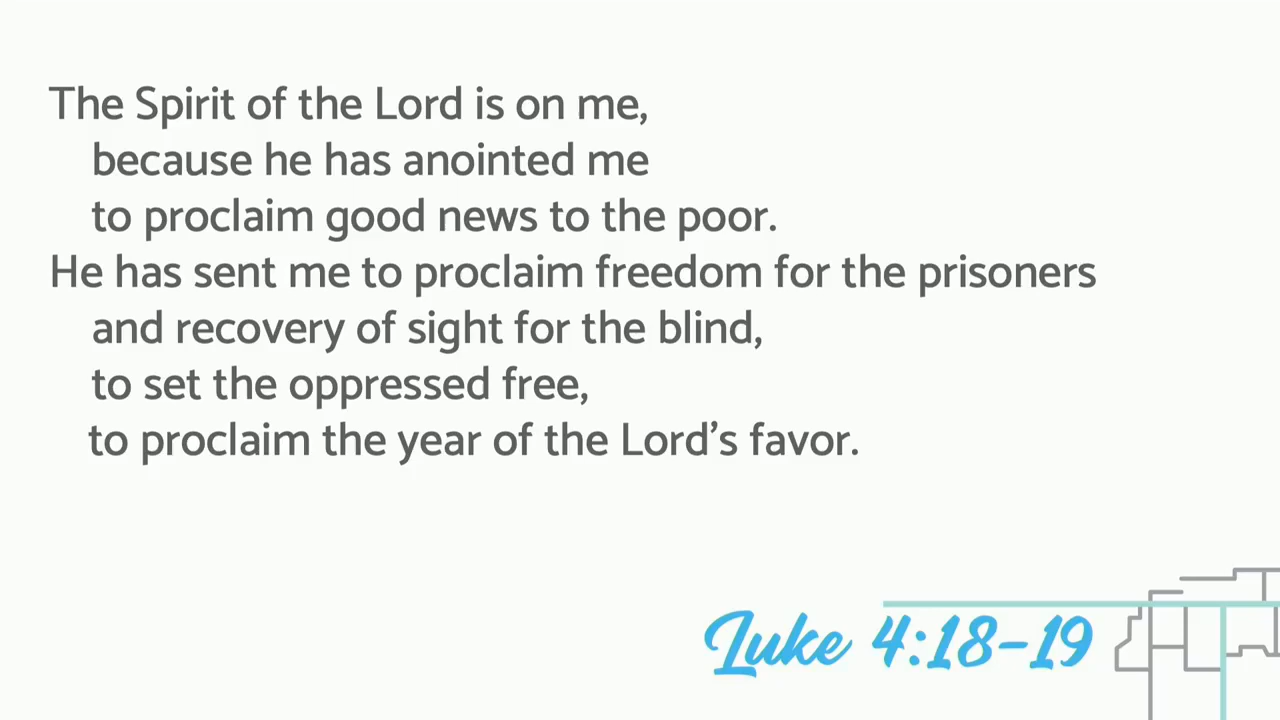 The Spirit of the Lord is on me,
because he has anointed me
to proclaim good news to the poor.
He has sent me to proclaim freedom for the prisoners
and recovery of sight for the blind,
to set the oppressed free,
to proclaim the year of the Lord’s favor.
Luke 4:18-19